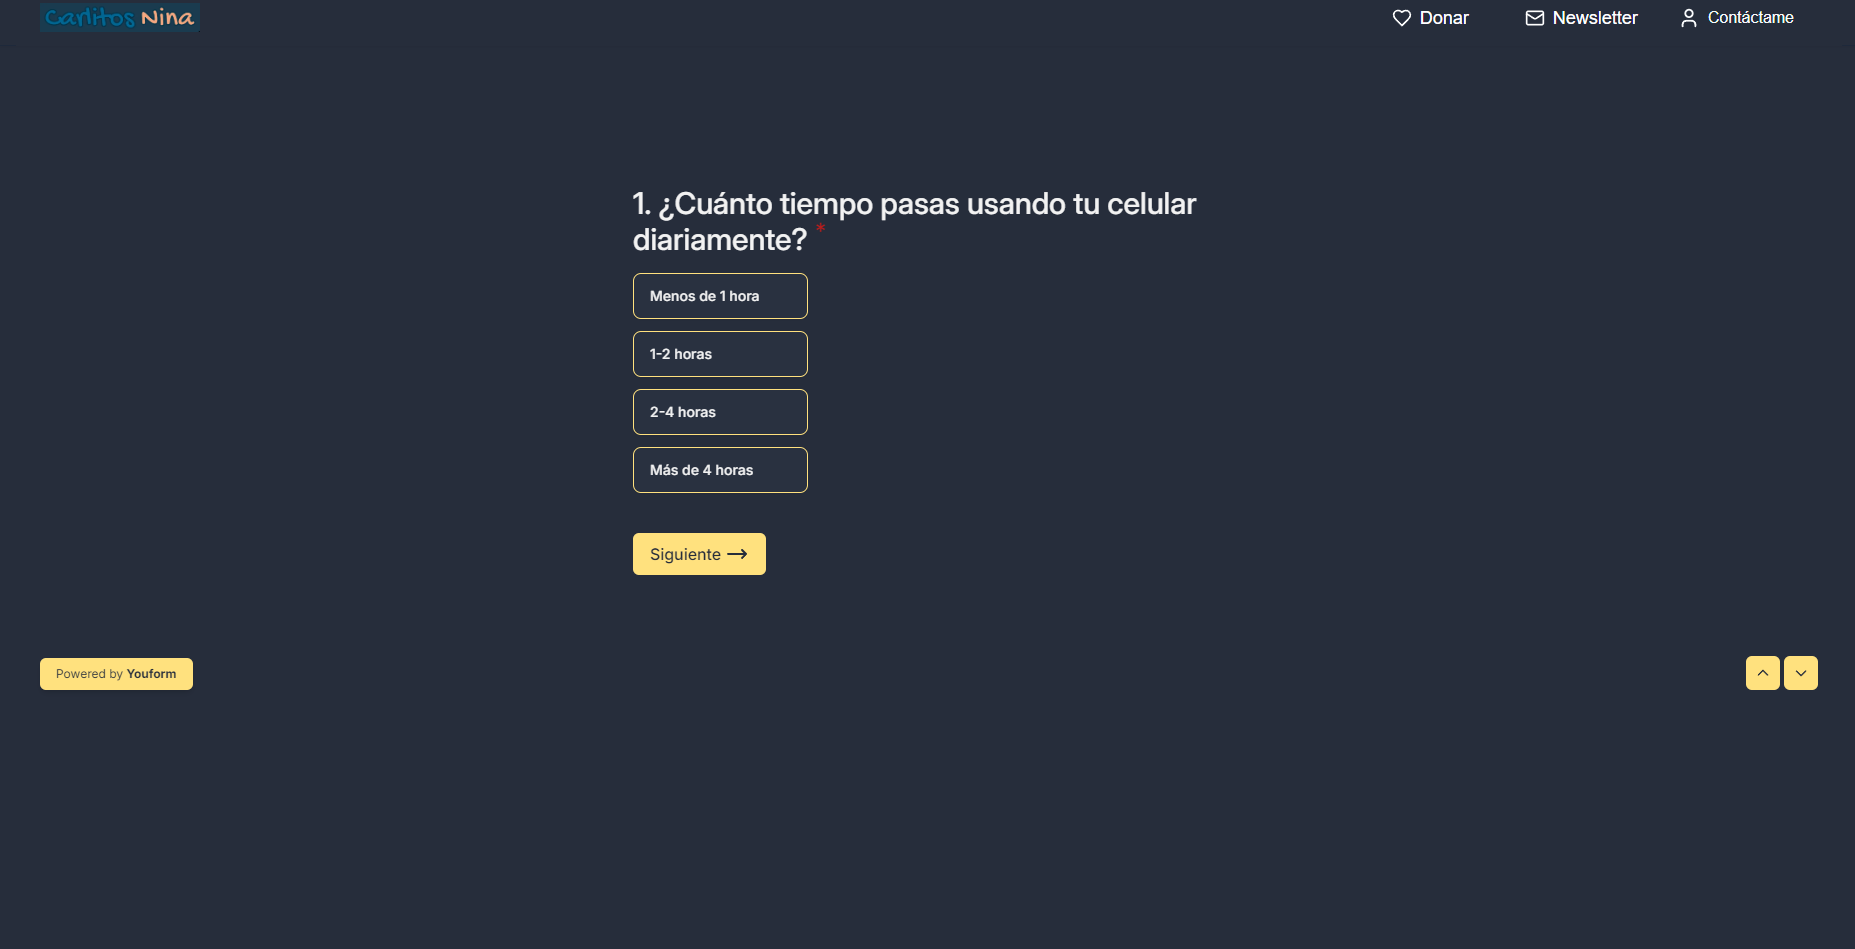 Carlitos Nina
Donar
Newsletter
Contáctame
1. ¿Cuánto tiempo pasas usando tu celular
diariamente? *
Menos de 1 hora
1-2 horas
2-4 horas
Más de 4 horas
Siguiente
Powered by Youform